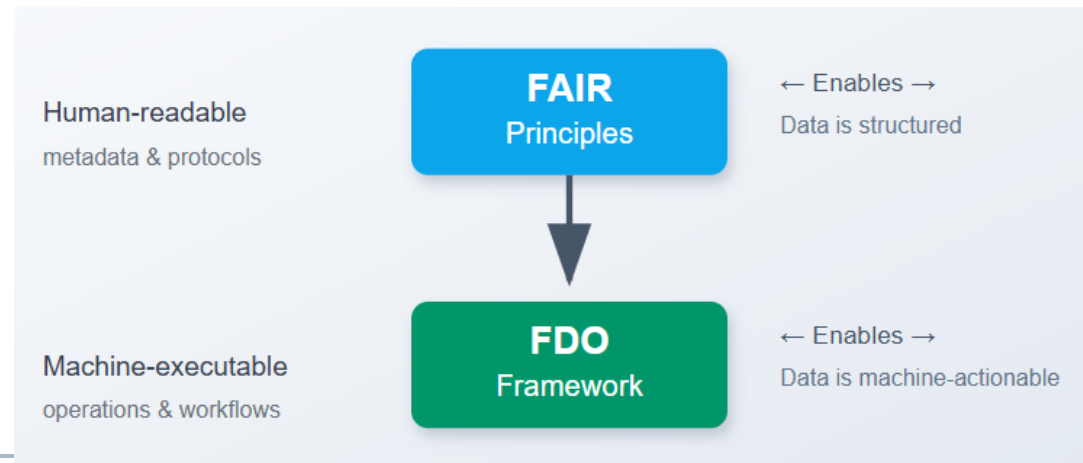 Human-readable
metadata & protocols
FAIR
Principles
← Enables →
Data is structured
Machine-executable
operations & workflows
FDO
Framework
← Enables →
Data is machine-actionable